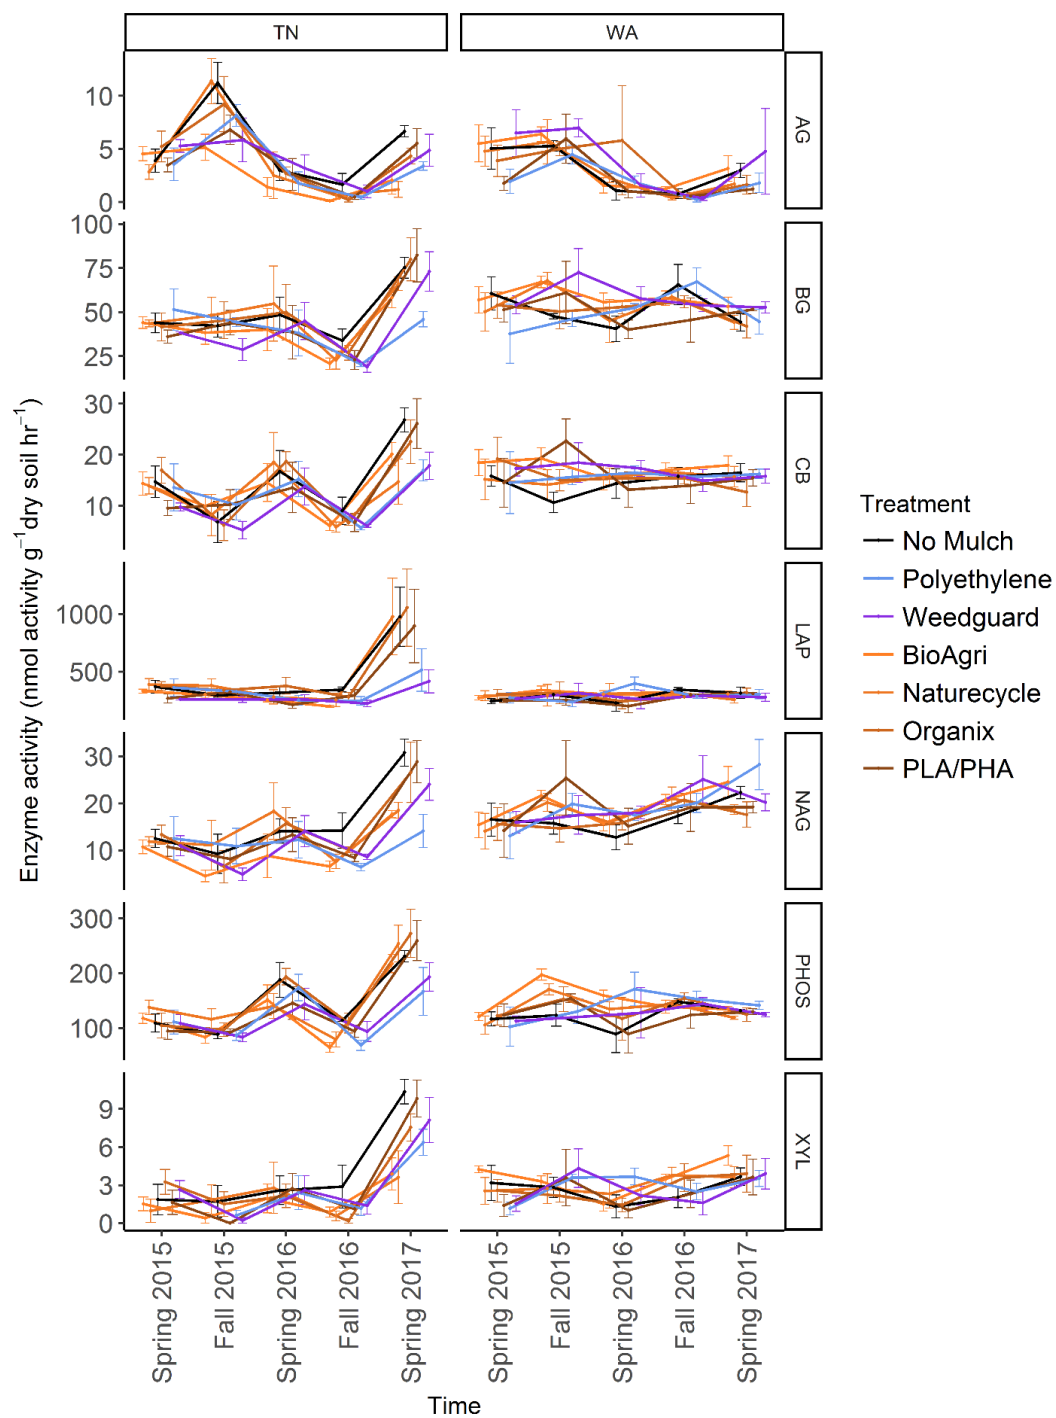 TN WA
10
5
0
AG
100
75
50
25
BG
30
20
10
CB
1000
500
LAP
30
20
10
NAG
300
200
100
PHOS
9
6
3
0
XYL
Enzyme activity (nmol activity g⁻¹dry soil hr⁻¹)
Spring 2015
Fall 2015
Spring 2016
Fall 2016
Spring 2017
Spring 2015
Fall 2015
Spring 2016
Fall 2016
Spring 2017
Time
Treatment
No Mulch
Polyethylene
Weedguard
BioAgri
Naturecycle
Organix
PLA/PHA